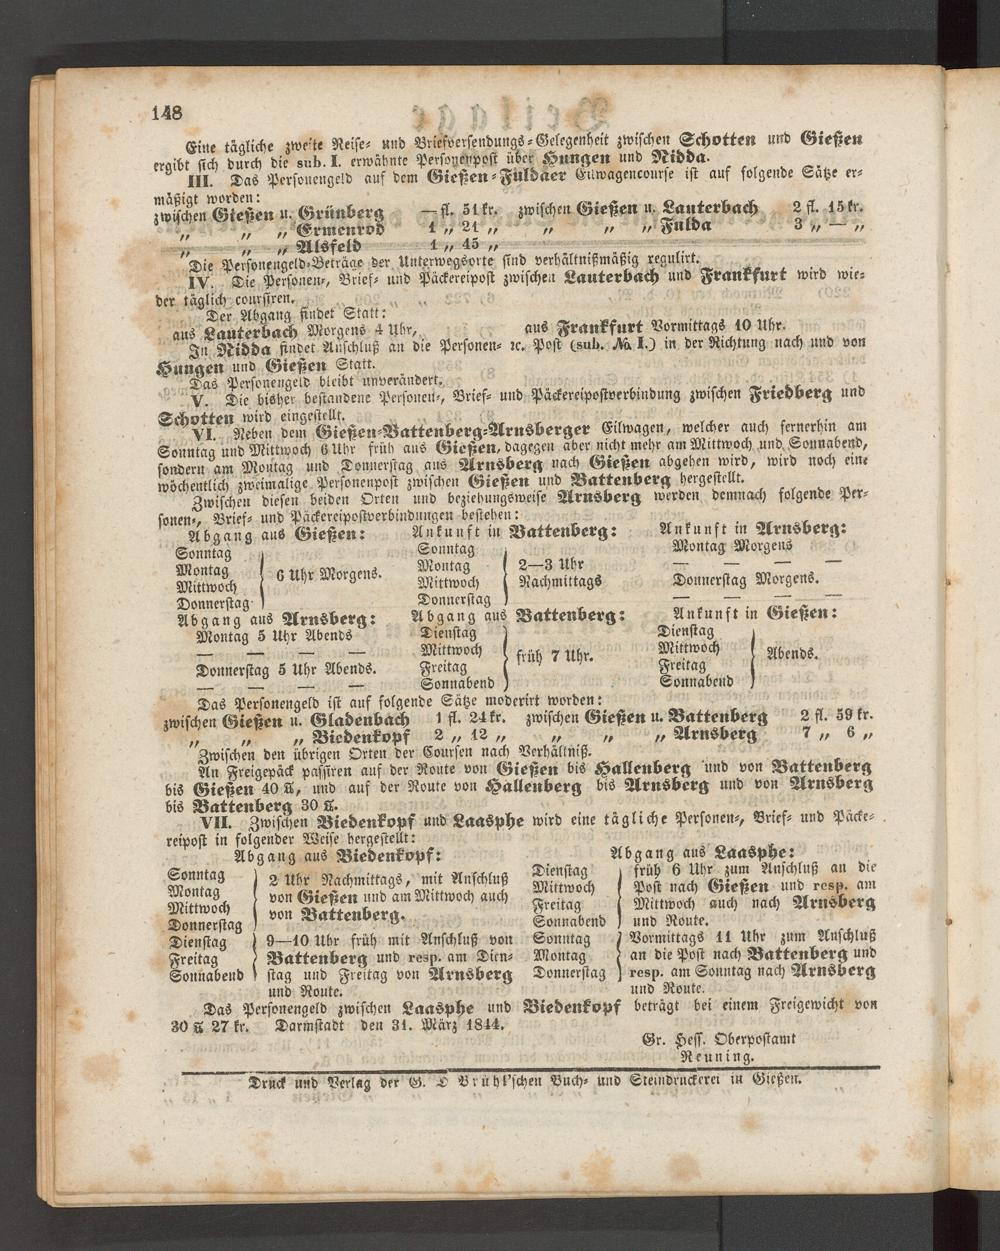 148
Eine tägliche zweite Reise- und Briefversendungs-Gelegenheit zwischen Schotten und Gießen
ergibt sich durch die sub. I. erwähnte Personenpost über Hungen und Nidda.
III. Das Personengeld auf dem Gießen-Fuldaer Eilwagencourse ist auf folgende Sätze er-
mäßigt worden:
zwischen Gießen u. Grünberg — fl. 51 kr. zwischen Gießen u. Lauterbach 2 fl. 15 kr.
„ „ „ Ermenrod 1 „ 21 „ „ „ „ Fulda 3 „ — „
„ „ „ Alsfeld 1 „ 45 „
Die Personengeld-Beträge der Unterwegsorte sind verhältnißmäßig regulirt.
IV. Die Personen-, Brief- und Päckereipost zwischen Lauterbach und Frankfurt wird wie-
der täglich coursiren.
Der Abgang findet Statt:
aus Lauterbach Morgens 4 Uhr, aus Frankfurt Vormittags 10 Uhr.
In Nidda findet Anschluß an die Personen- ꝛc. Post (sub. No. I.) in der Richtung nach und von
Hungen und Gießen Statt.
Das Personengeld bleibt unverändert.
V. Die bisher bestandene Personen-, Brief- und Päckereipostverbindung zwischen Friedberg und
Schotten wird eingestellt.
VI. Neben dem Gießen-Battenberg-Arnsberger Eilwagen, welcher auch fernerhin am
Sonntag und Mittwoch 6 Uhr früh aus Gießen, dagegen aber nicht mehr am Mittwoch und Sonnabend,
sondern am Montag und Donnerstag aus Arnsberg nach Gießen abgehen wird, wird noch eine
wöchentlich zweimalige Personenpost zwischen Gießen und Battenberg hergestellt.
Zwischen diesen beiden Orten und beziehungsweise Arnsberg werden demnach folgende Per-
sonen-, Brief- und Päckereipostverbindungen bestehen:
Abgang aus Gießen: Ankunft in Battenberg: Ankunft in Arnsberg:
Sonntag Sonntag Montag Morgens
Montag 6 Uhr Morgens. Montag 2—3 Uhr — — — —
Mittwoch Mittwoch Nachmittags Donnerstag Morgens.
Donnerstag Donnerstag — — — —
Abgang aus Arnsberg: Abgang aus Battenberg: Ankunft in Gießen:
Montag 5 Uhr Abends Dienstag Dienstag
— — — — Mittwoch früh 7 Uhr. Mittwoch Abends.
Donnerstag 5 Uhr Abends. Freitag Freitag
— — — — Sonnabend Sonnabend
Das Personengeld ist auf folgende Sätze moderirt worden:
zwischen Gießen u. Gladenbach 1 fl. 24 kr. zwischen Gießen u. Battenberg 2 fl. 59 kr.
„ „ „ Biedenkopf 2 „ 12 „ „ „ „ Arnsberg 7 „ 6 „
Zwischen den übrigen Orten der Coursen nach Verhältniß.
An Freigepäck passiren auf der Route von Gießen bis Hallenberg und von Battenberg
bis Gießen 40 ℔, und auf der Route von Hallenberg bis Arnsberg und von Arnsberg
bis Battenberg 30 ℔.
VII. Zwischen Biedenkopf und Laasphe wird eine tägliche Personen-, Brief- und Päcke-
reipost in folgender Weise hergestellt:
Abgang aus Biedenkopf: Abgang aus Laasphe:
Sonntag 2 Uhr Nachmittags, mit Anschluß Dienstag früh 6 Uhr zum Anschluß an die
Montag von Gießen und am Mittwoch auch Mittwoch Post nach Gießen und resp. am
Mittwoch von Battenberg. Freitag Mittwoch auch nach Arnsberg
Donnerstag Sonnabend und Route.
Dienstag 9—10 Uhr früh mit Anschluß von Sonntag Vormittags 11 Uhr zum Anschluß
Freitag Battenberg und resp. am Dien- Montag an die Post nach Battenberg und
Sonnabend stag und Freitag von Arnsberg Donnerstag resp. am Sonntag nach Arnsberg
und Route. und Route.
Das Personengeld zwischen Laasphe und Biedenkopf beträgt bei einem Freigewicht von
30 ℔ 27 kr. Darmstadt den 31. März 1844.
Gr. Hess. Oberpostamt
Neuning.
Druck und Verlag der G. D Brühl'schen Buch- und Steindruckerei in Gießen.